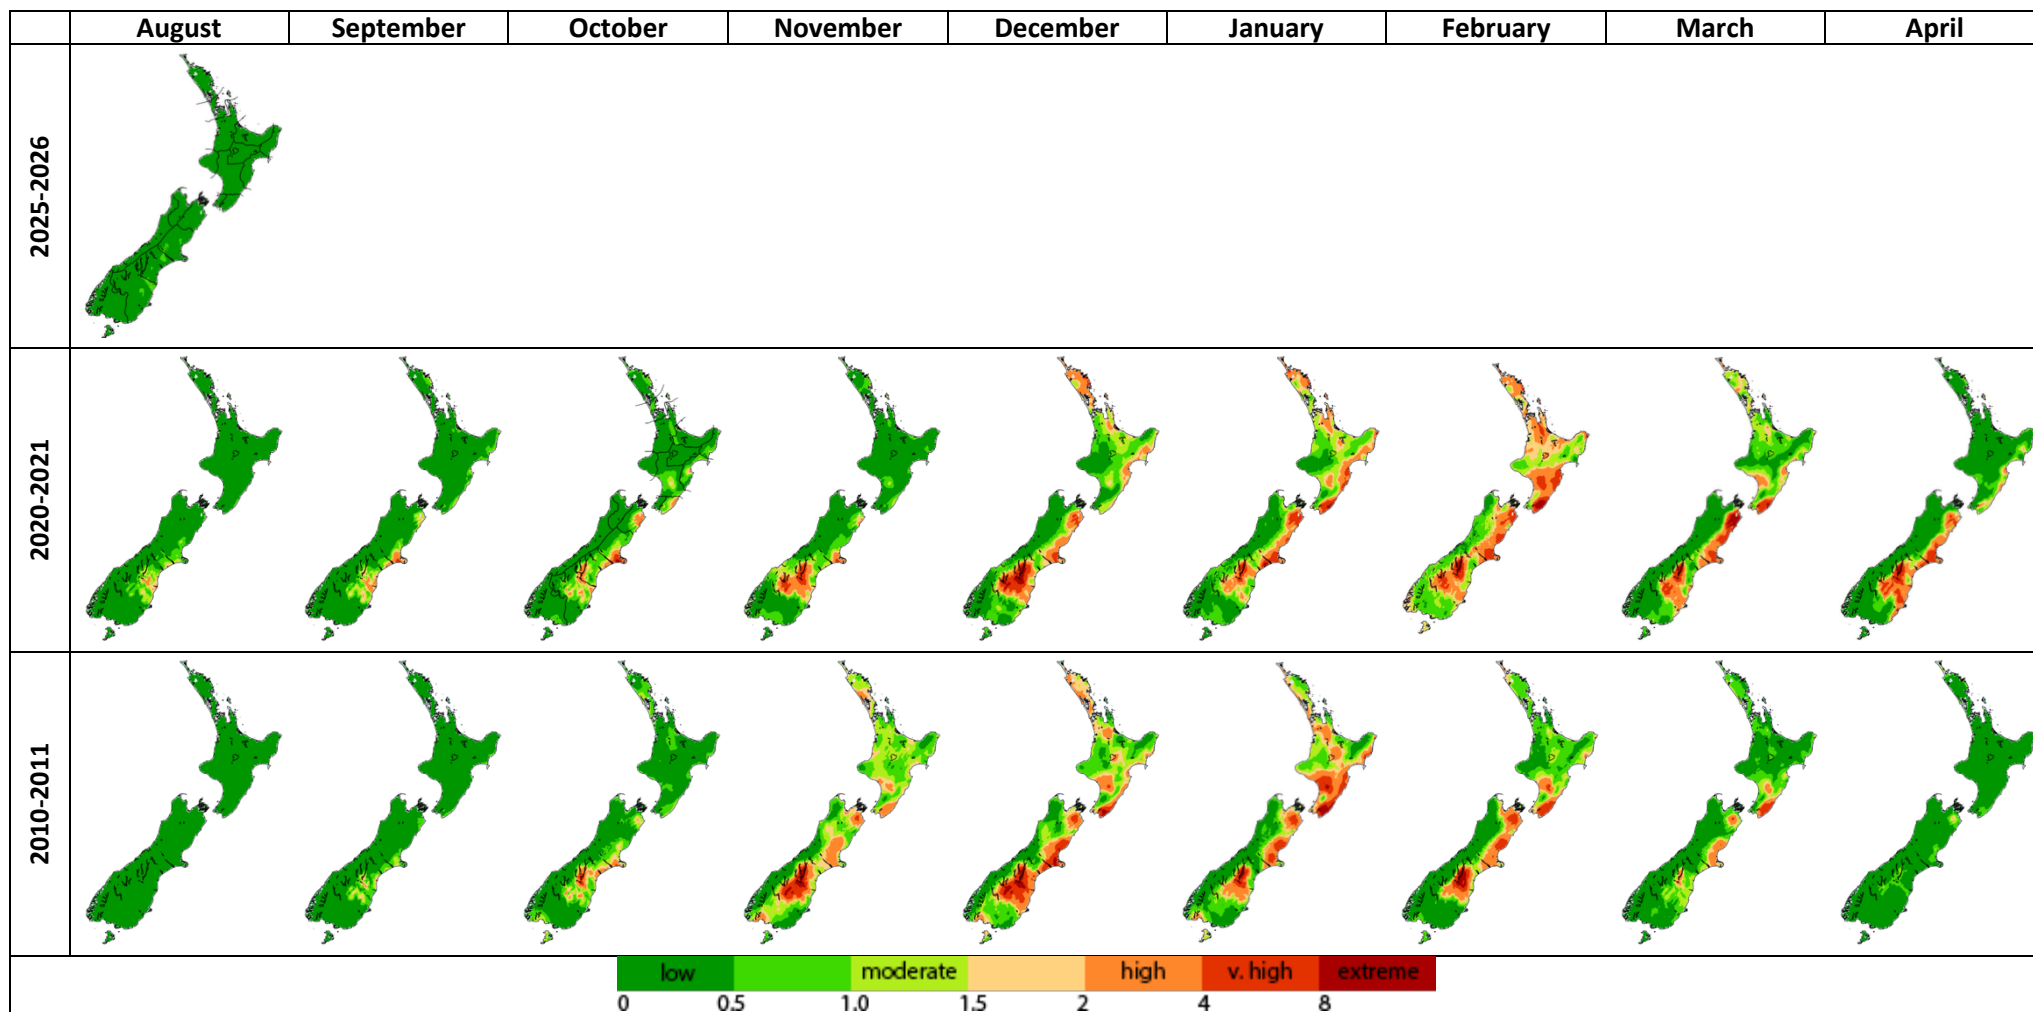 August September October November December January February March April
2025-2026
2020-2021
2010-2011
low moderate high v. high extreme
0 0.5 1.0 1.5 2 4 8